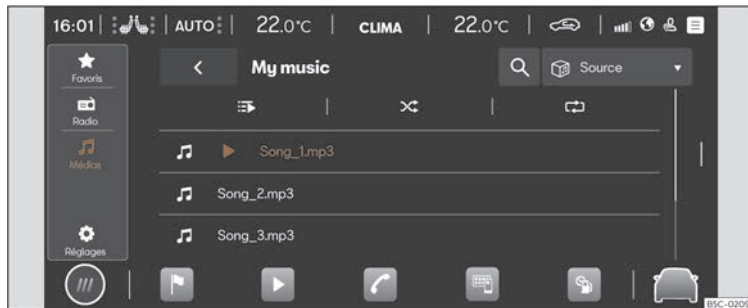 16:01 AUTO 22.0°C CLIMA 22.0°C
My music Source
Favoris
Radio
Médias
Réglages
Song_1.mp3
Song_2.mp3
Song_3.mp3
B5C-0209